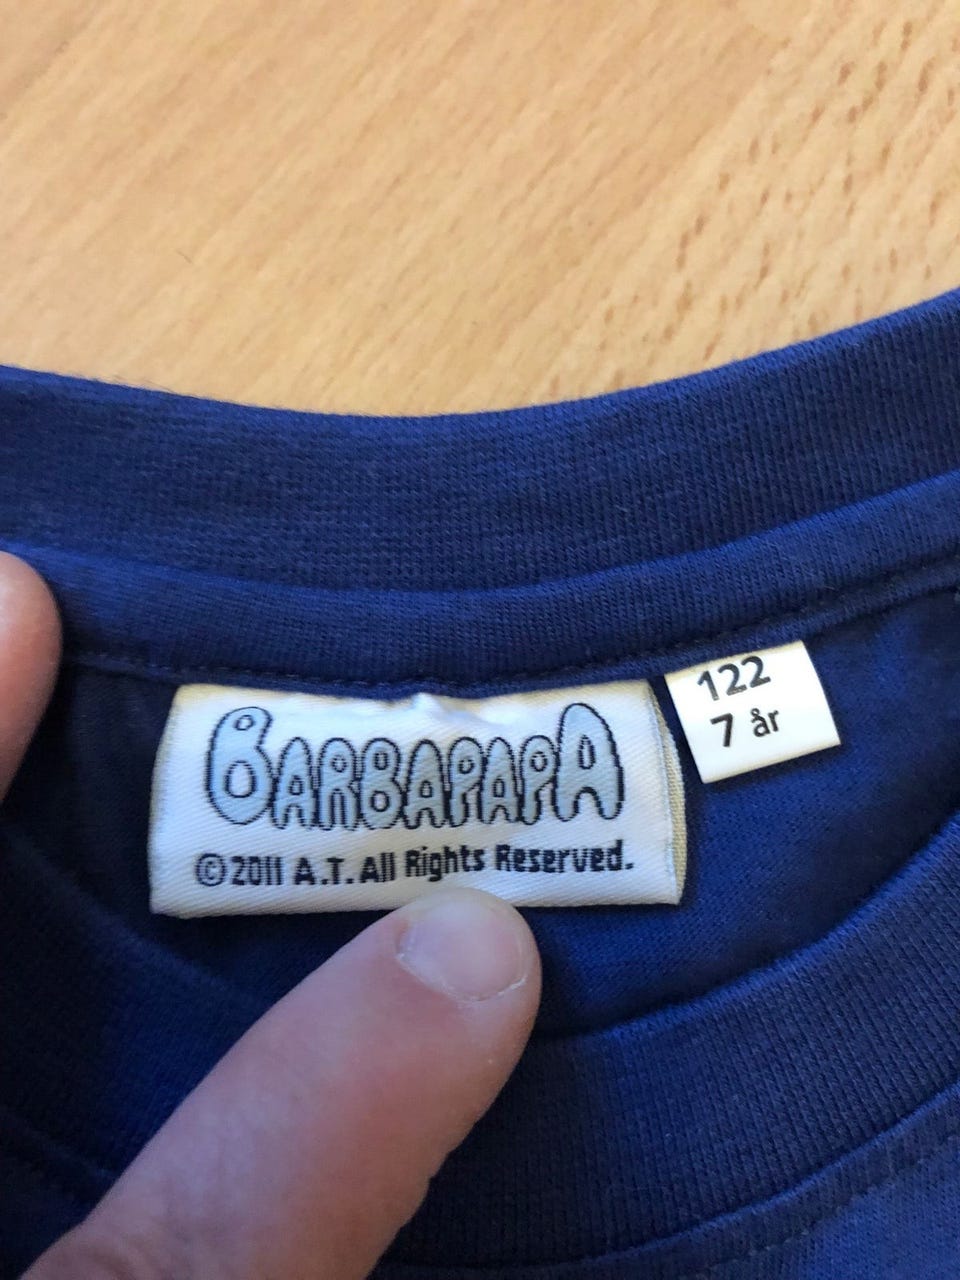 BARBAPAPA
©2011 A.T. All Rights Reserved.
122
7 år